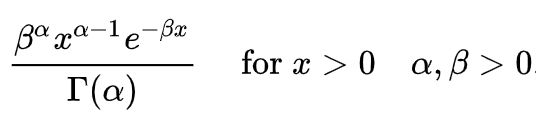 β^α x^{α−1} e^{−βx}
Γ(α)
for x > 0 α, β > 0.